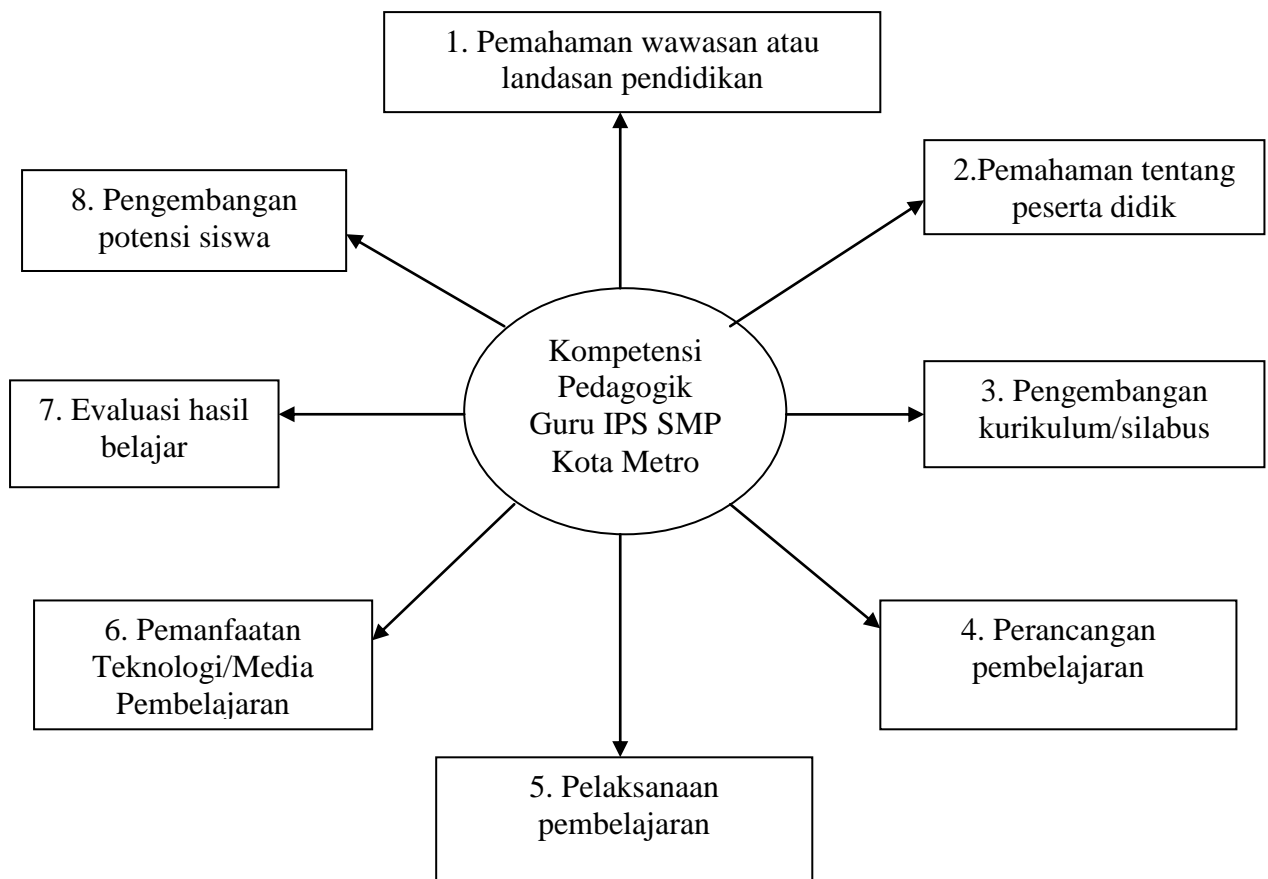 1. Pemahaman wawasan atau
landasan pendidikan
2.Pemahaman tentang
peserta didik
8. Pengembangan
potensi siswa
Kompetensi
Pedagogik
Guru IPS SMP
Kota Metro
3. Pengembangan
kurikulum/silabus
7. Evaluasi hasil
belajar
4. Perancangan
pembelajaran
6. Pemanfaatan
Teknologi/Media
Pembelajaran
5. Pelaksanaan
pembelajaran